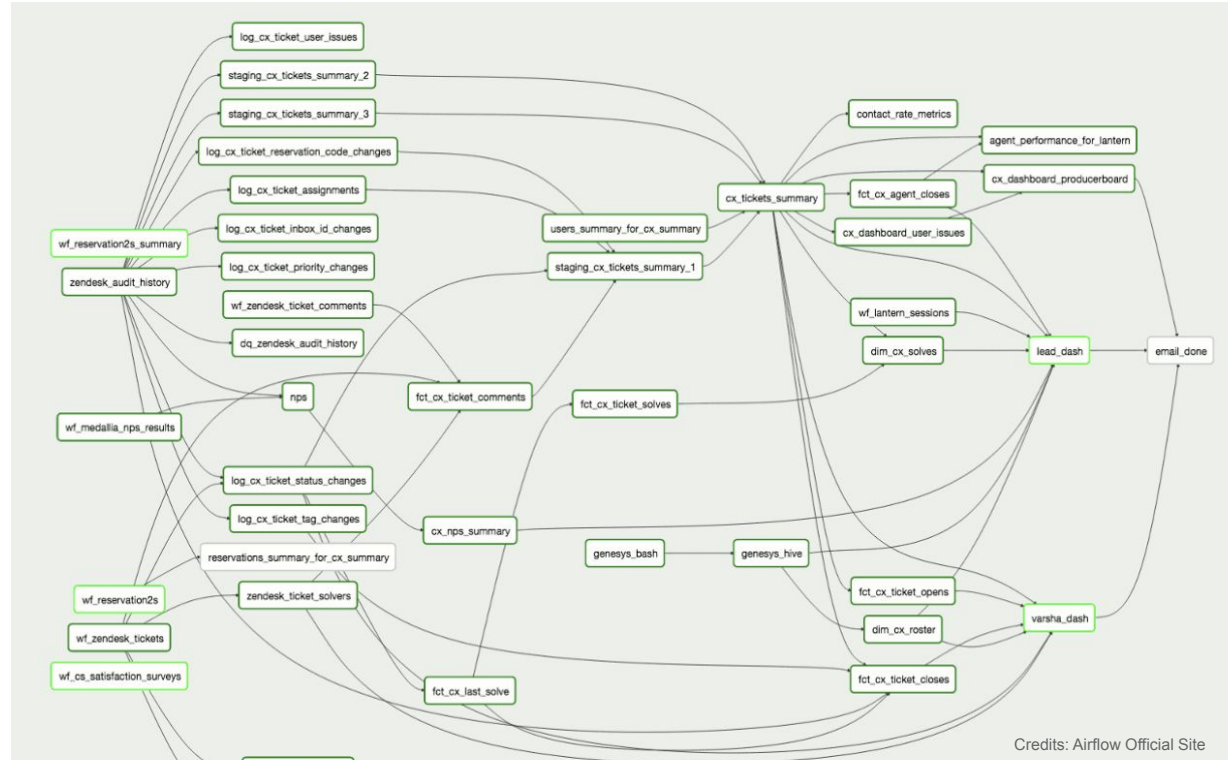 log_cx_ticket_user_issues
staging_cx_tickets_summary_2
staging_cx_tickets_summary_3
contact_rate_metrics
agent_performance_for_lantern
log_cx_ticket_reservation_code_changes
cx_dashboard_producerboard
log_cx_ticket_assignments
cx_tickets_summary
fct_cx_agent_closes
log_cx_ticket_inbox_id_changes
users_summary_for_cx_summary
cx_dashboard_user_issues
wf_reservation2s_summary
log_cx_ticket_priority_changes
staging_cx_tickets_summary_1
zendesk_audit_history
wf_zendesk_ticket_comments
wf_lantern_sessions
dq_zendesk_audit_history
dim_cx_solves
lead_dash
email_done
nps
fct_cx_ticket_comments
fct_cx_ticket_solves
wf_medallia_nps_results
log_cx_ticket_status_changes
log_cx_ticket_tag_changes
cx_nps_summary
reservations_summary_for_cx_summary
genesys_bash
genesys_hive
wf_reservation2s
zendesk_ticket_solvers
fct_cx_ticket_opens
varsha_dash
wf_zendesk_tickets
dim_cx_roster
wf_cs_satisfaction_surveys
fct_cx_last_solve
fct_cx_ticket_closes
Credits: Airflow Official Site